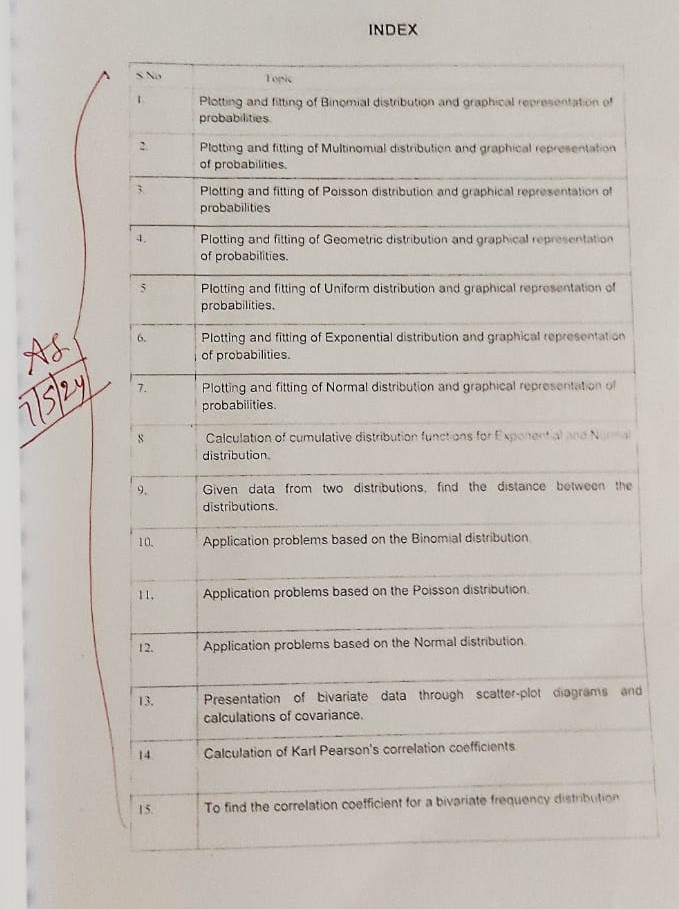 INDEX
S No Topic
1. Plotting and fitting of Binomial distribution and graphical representation of
probabilities.
2. Plotting and fitting of Multinomial distribution and graphical representation
of probabilities.
3. Plotting and fitting of Poisson distribution and graphical representation of
probabilities
4. Plotting and fitting of Geometric distribution and graphical representation
of probabilities.
5 Plotting and fitting of Uniform distribution and graphical representation of
probabilities.
6. Plotting and fitting of Exponential distribution and graphical representation
of probabilities.
7. Plotting and fitting of Normal distribution and graphical representation of
probabilities.
8 Calculation of cumulative distribution functions for Exponential and Normal
distribution.
9. Given data from two distributions, find the distance between the
distributions.
10. Application problems based on the Binomial distribution.
11. Application problems based on the Poisson distribution.
12. Application problems based on the Normal distribution.
13. Presentation of bivariate data through scatter-plot diagrams and
calculations of covariance.
14 Calculation of Karl Pearson's correlation coefficients.
15. To find the correlation coefficient for a bivariate frequency distribution
7/5/24